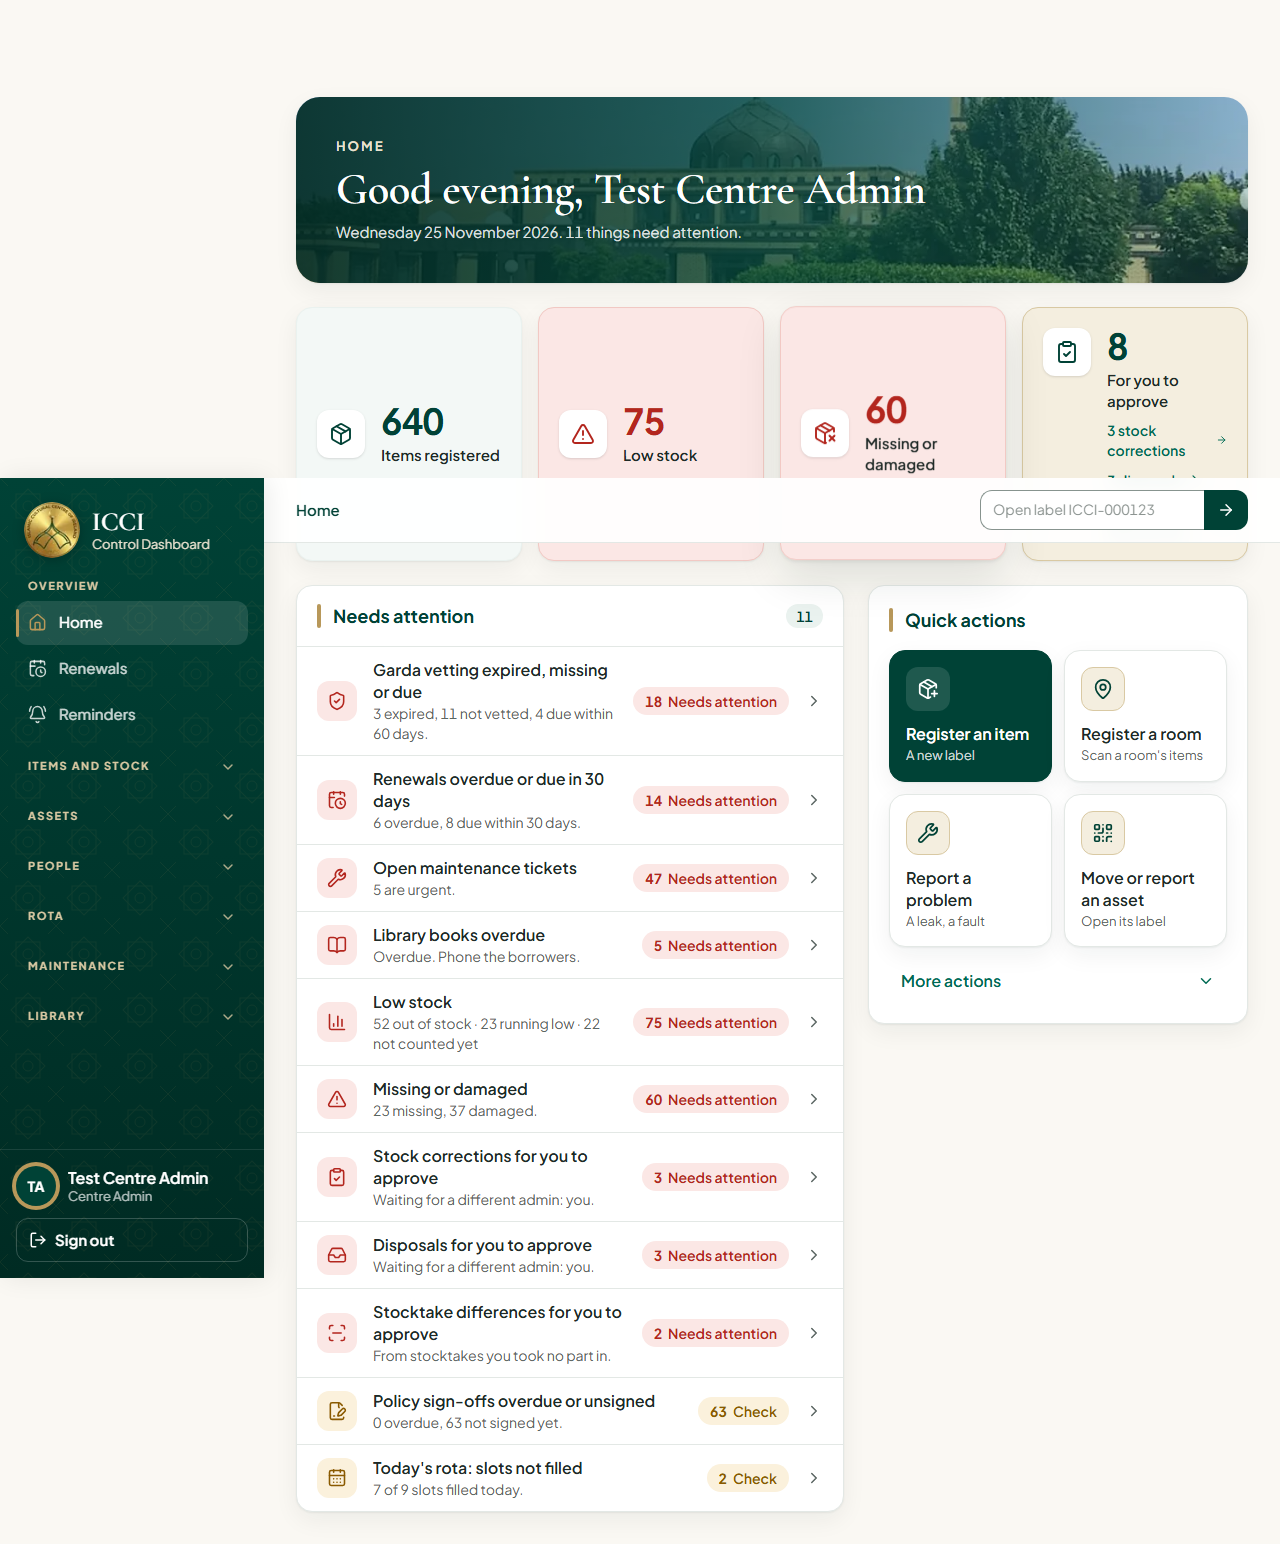 HOME
Good evening, Test Centre Admin
Wednesday 25 November 2026. 11 things need attention.
640
Items registered
75
Low stock
60
Missing or
damaged
8
For you to
approve
3 stock
corrections
ICCI
Control Dashboard
Home
Open label ICCI-000123
OVERVIEW
Home
Renewals
Reminders
ITEMS AND STOCK
ASSETS
PEOPLE
ROTA
MAINTENANCE
LIBRARY
TA
Test Centre Admin
Centre Admin
Sign out
Needs attention
11
Garda vetting expired, missing
or due
3 expired, 11 not vetted, 4 due within
60 days.
18 Needs attention
Renewals overdue or due in 30
days
6 overdue, 8 due within 30 days.
14 Needs attention
Open maintenance tickets
5 are urgent.
47 Needs attention
Library books overdue
Overdue. Phone the borrowers.
5 Needs attention
Low stock
52 out of stock · 23 running low · 22
not counted yet
75 Needs attention
Missing or damaged
23 missing, 37 damaged.
60 Needs attention
Stock corrections for you to
approve
Waiting for a different admin: you.
3 Needs attention
Disposals for you to approve
Waiting for a different admin: you.
3 Needs attention
Stocktake differences for you to
approve
From stocktakes you took no part in.
2 Needs attention
Policy sign-offs overdue or unsigned
0 overdue, 63 not signed yet.
63 Check
Today's rota: slots not filled
7 of 9 slots filled today.
2 Check
Quick actions
Register an item
A new label
Register a room
Scan a room's items
Report a
problem
A leak, a fault
Move or report
an asset
Open its label
More actions